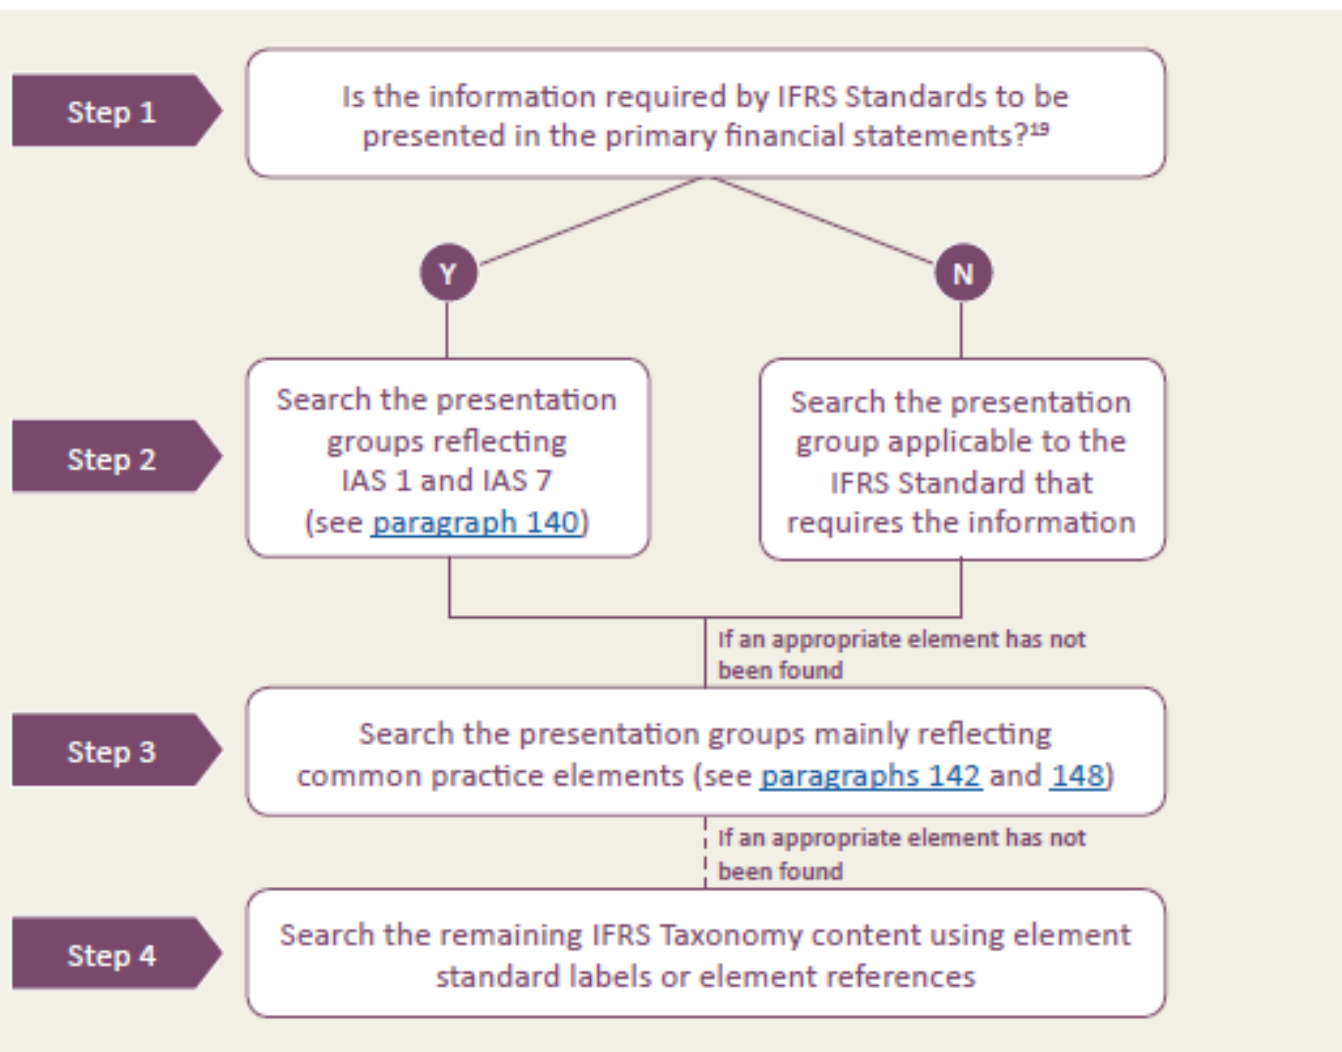 Step 1
Is the information required by IFRS Standards to be
presented in the primary financial statements?¹⁹
Y
N
Step 2
Search the presentation
groups reflecting
IAS 1 and IAS 7
(see paragraph 140)
Search the presentation
group applicable to the
IFRS Standard that
requires the information
If an appropriate element has not
been found
Step 3
Search the presentation groups mainly reflecting
common practice elements (see paragraphs 142 and 148)
If an appropriate element has not
been found
Step 4
Search the remaining IFRS Taxonomy content using element
standard labels or element references